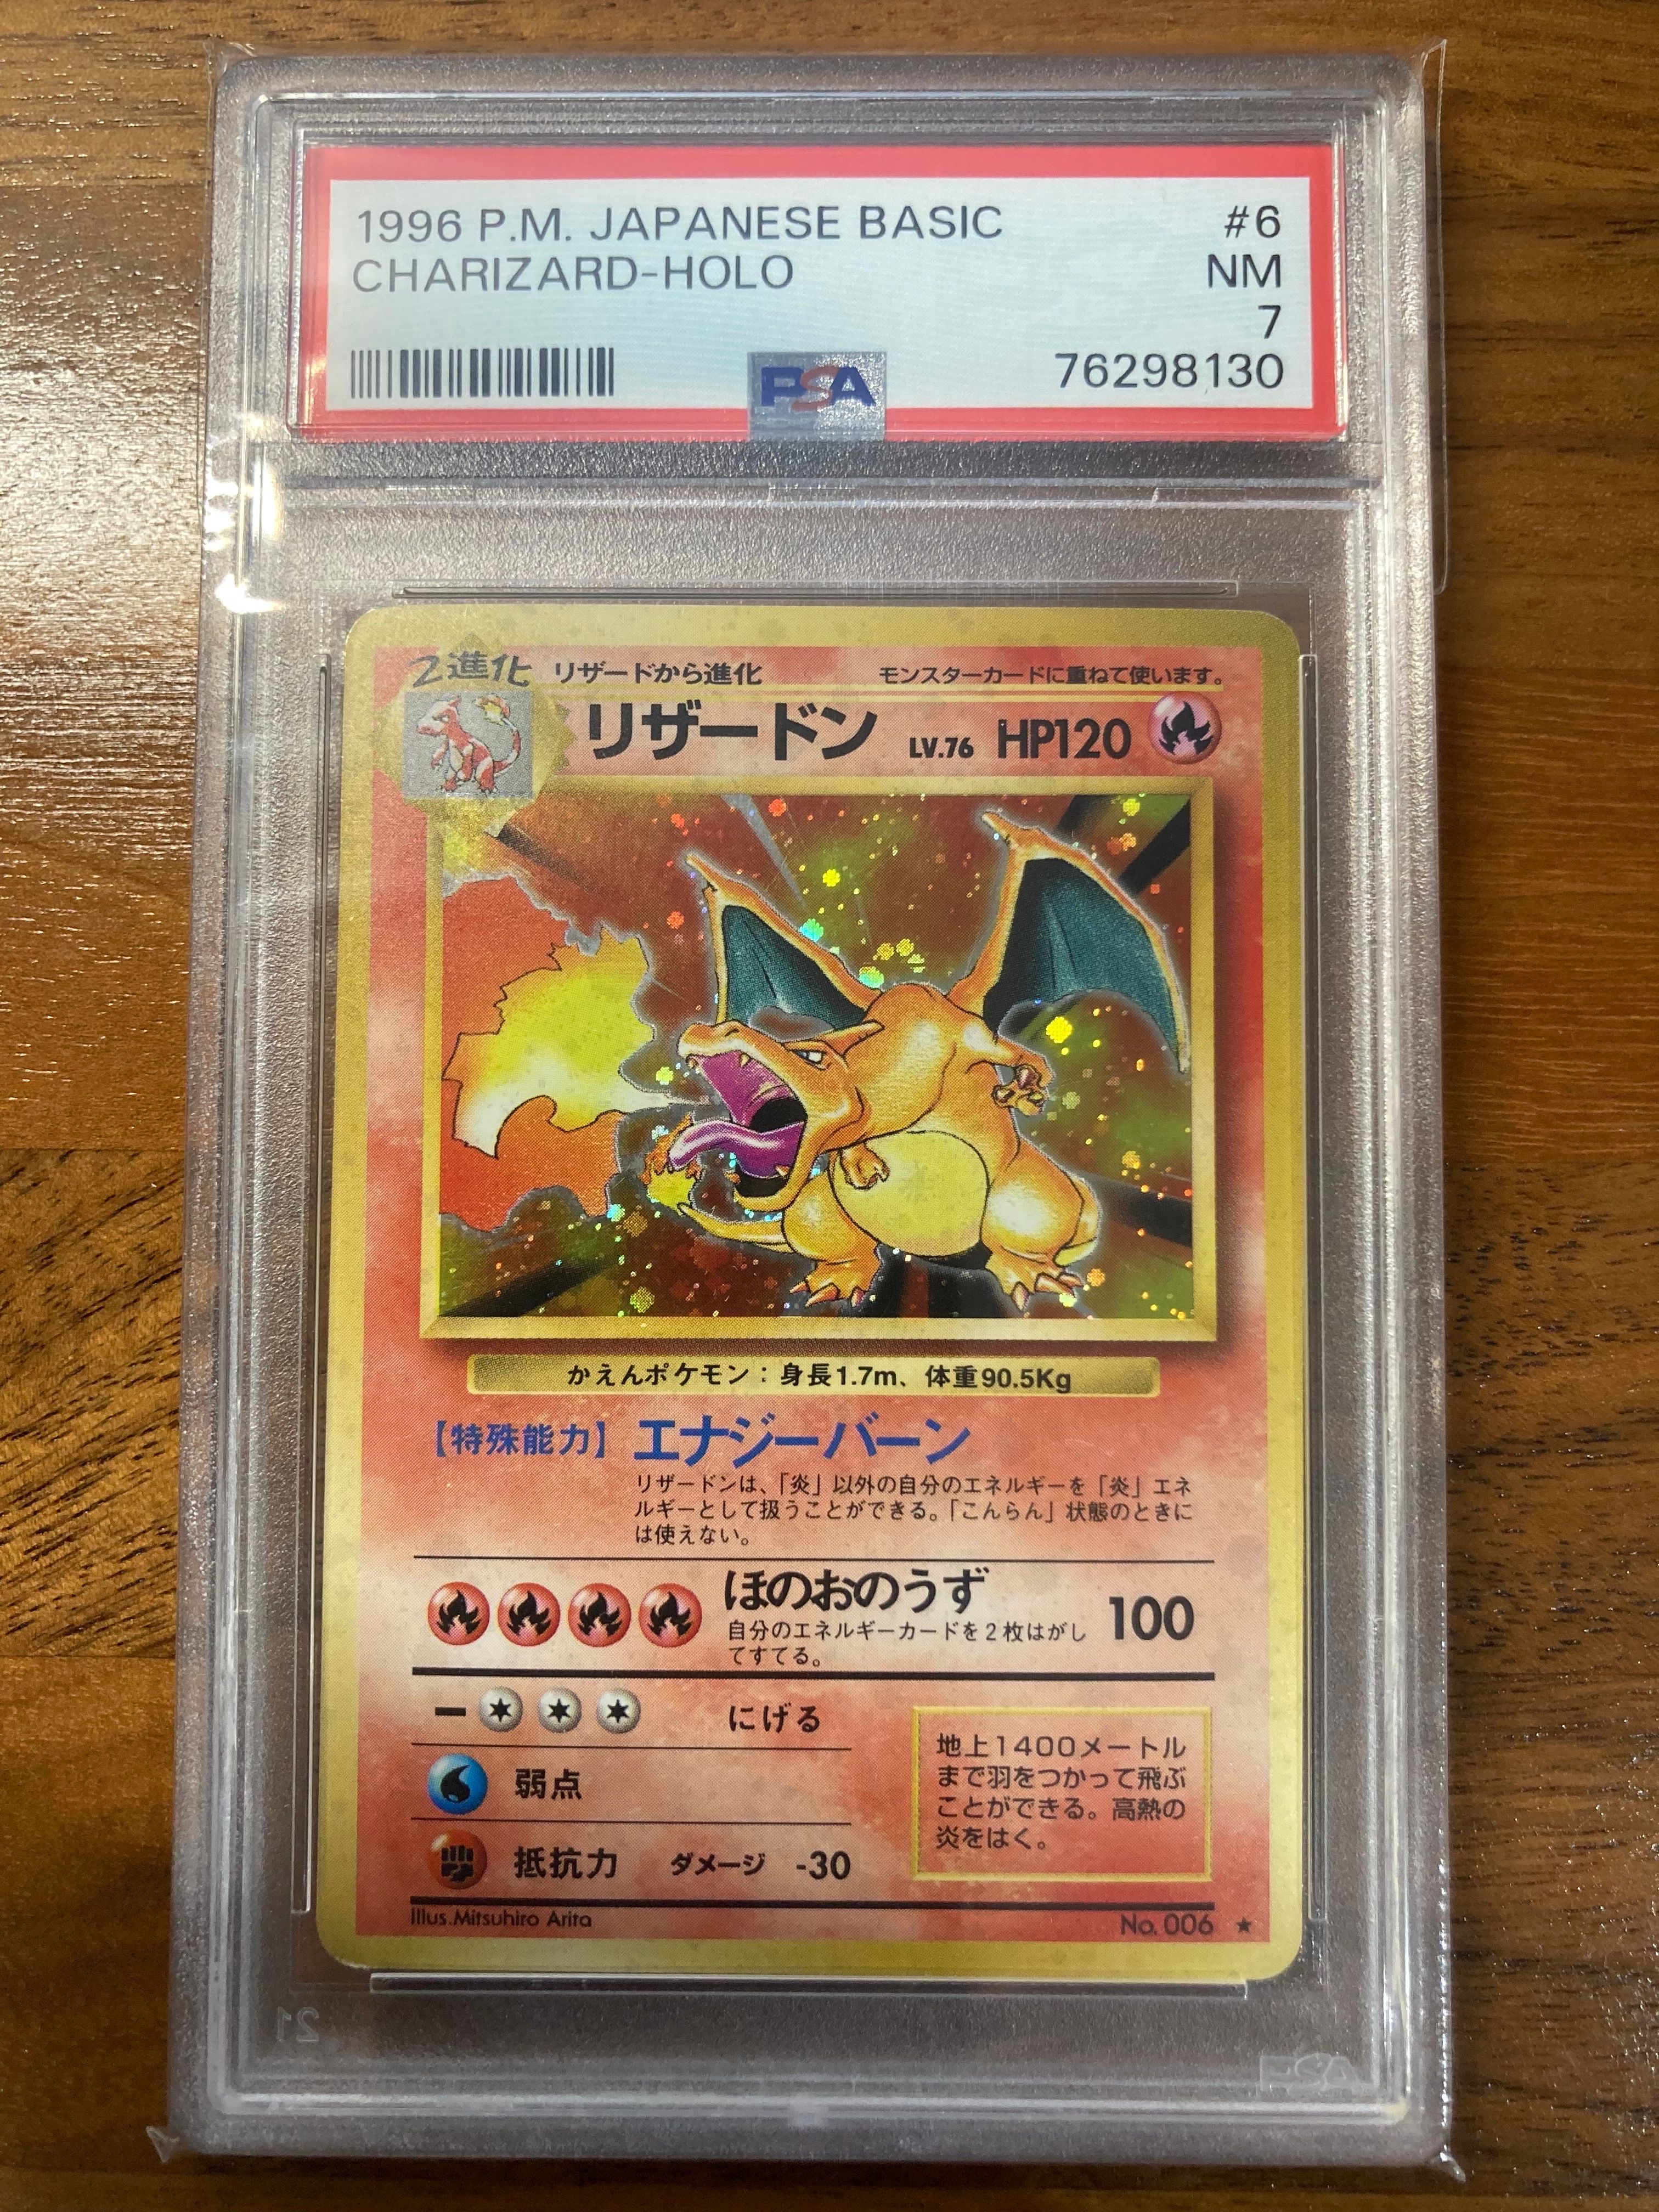 1996 P.M. JAPANESE BASIC #6
CHARIZARD-HOLO NM
7
PSA 76298130
2進化 リザードから進化 モンスターカードに重ねて使います。
リザードン LV.76 HP120
かえんポケモン：身長1.7m、体重90.5Kg
【特殊能力】エナジーバーン
リザードンは、「炎」以外の自分のエネルギーを「炎」エネ
ルギーとして扱うことができる。「こんらん」状態のときに
は使えない。
ほのおのうず 100
自分のエネルギーカードを2枚はがし
てすてる。
にげる
弱点
抵抗力 ダメージ -30
地上1400メートル
まで羽をつかって飛ぶ
ことができる。高熱の
炎をはく。
Illus.Mitsuhiro Arita No.006 ★
21 PSA